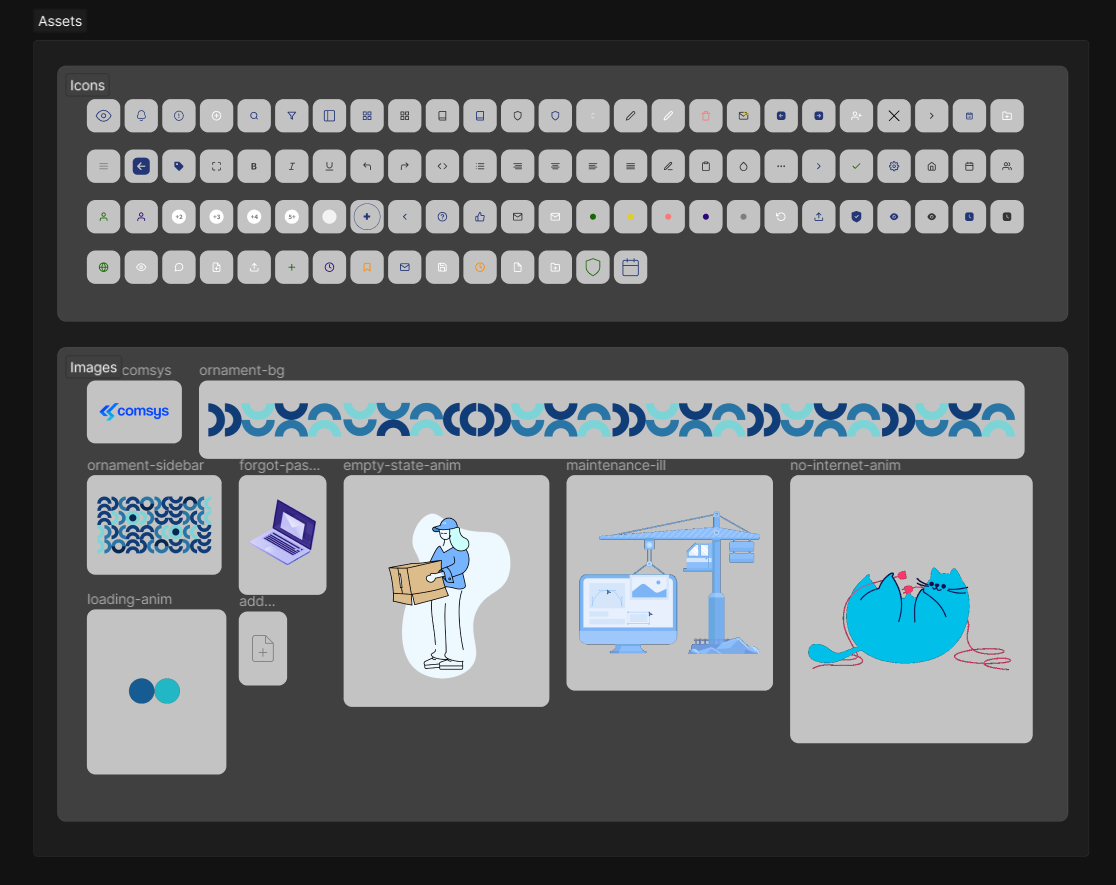 Assets
Icons
B I U
+2 +3 +4 5+
Images
comsys
ornament-bg
comsys
ornament-sidebar
forgot-pas...
empty-state-anim
maintenance-ill
no-internet-anim
loading-anim
add...